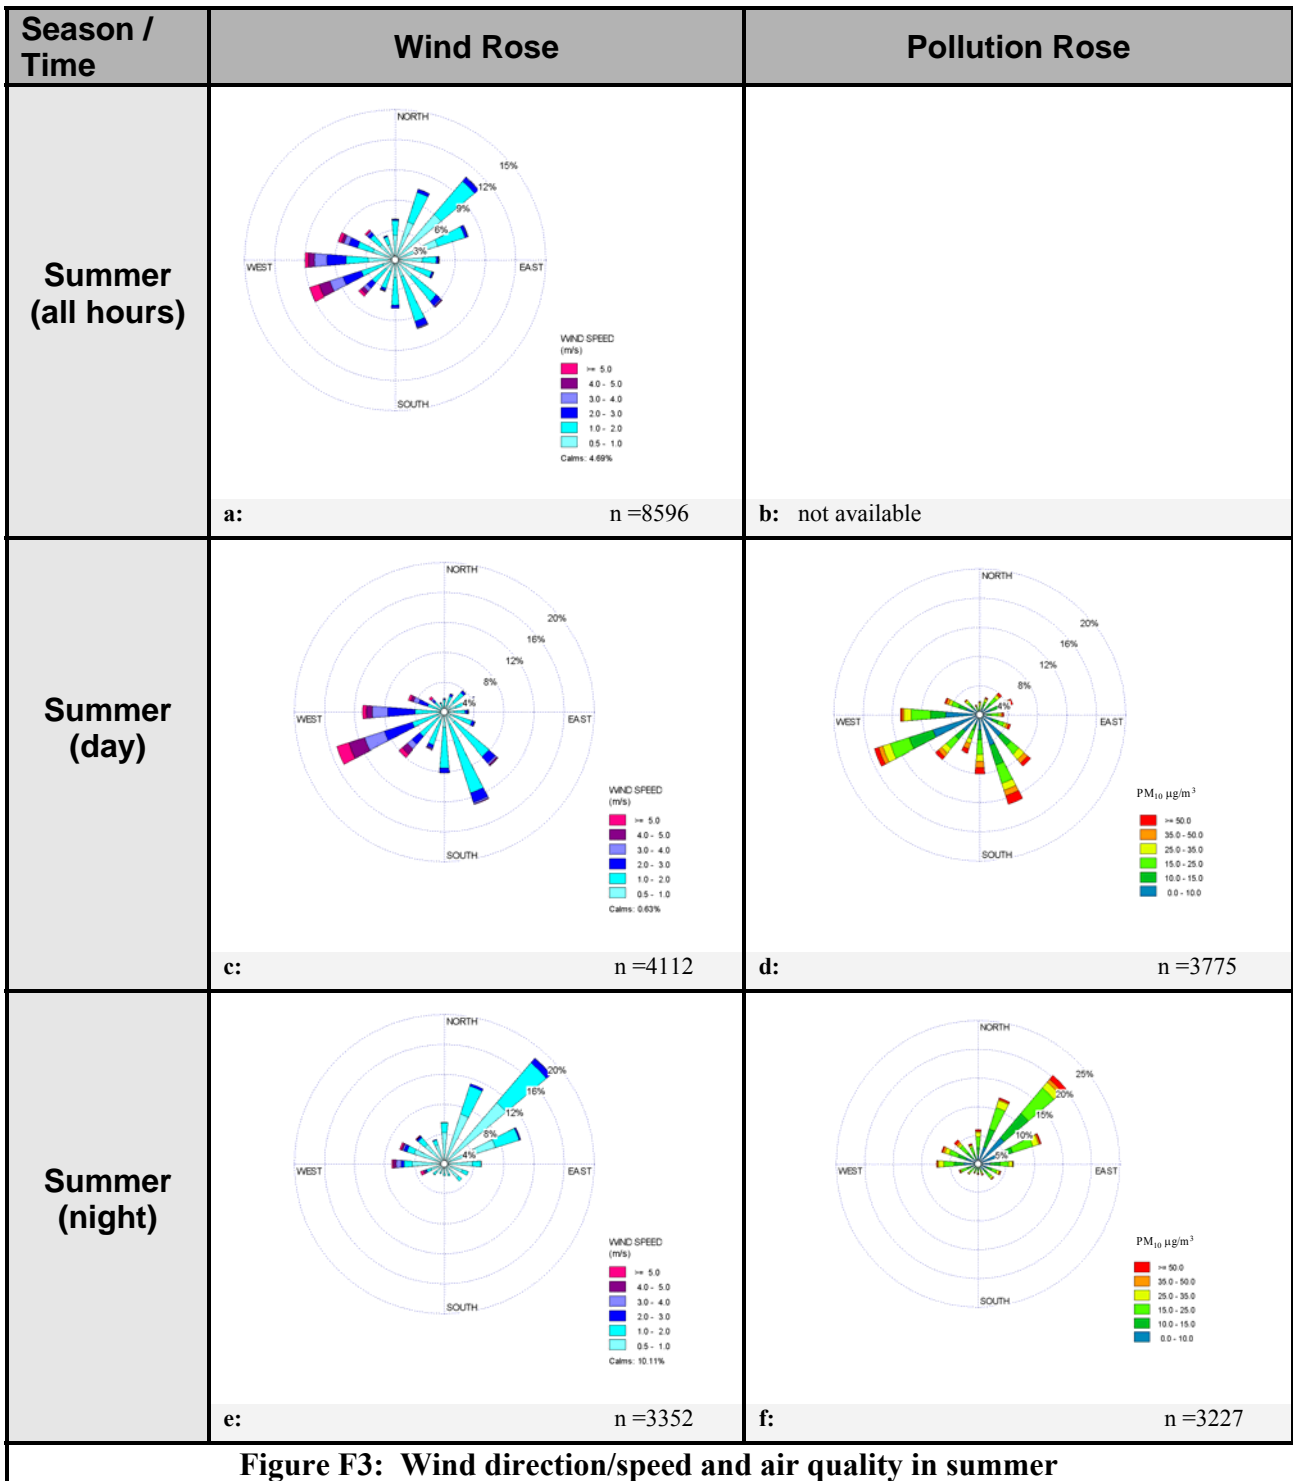 Season /
Time
Wind Rose
Pollution Rose
Summer
(all hours)
NORTH
15%
12%
9%
6%
3%
WEST
EAST
SOUTH
WIND SPEED
(m/s)
>= 5.0
4.0 - 5.0
3.0 - 4.0
2.0 - 3.0
1.0 - 2.0
0.5 - 1.0
Calms: 4.69%
a: n =8596
b: not available
Summer
(day)
NORTH
20%
16%
12%
8%
4%
WEST
EAST
SOUTH
WIND SPEED
(m/s)
>= 5.0
4.0 - 5.0
3.0 - 4.0
2.0 - 3.0
1.0 - 2.0
0.5 - 1.0
Calms: 0.63%
c: n =4112
NORTH
20%
16%
12%
8%
4%
WEST
EAST
SOUTH
PM₁₀ µg/m³
>= 50.0
35.0 - 50.0
25.0 - 35.0
15.0 - 25.0
10.0 - 15.0
0.0 - 10.0
d: n =3775
Summer
(night)
NORTH
20%
16%
12%
8%
4%
WEST
EAST
SOUTH
WIND SPEED
(m/s)
>= 5.0
4.0 - 5.0
3.0 - 4.0
2.0 - 3.0
1.0 - 2.0
0.5 - 1.0
Calms: 10.11%
e: n =3352
NORTH
25%
20%
15%
10%
5%
WEST
EAST
SOUTH
PM₁₀ µg/m³
>= 50.0
35.0 - 50.0
25.0 - 35.0
15.0 - 25.0
10.0 - 15.0
0.0 - 10.0
f: n =3227
Figure F3: Wind direction/speed and air quality in summer